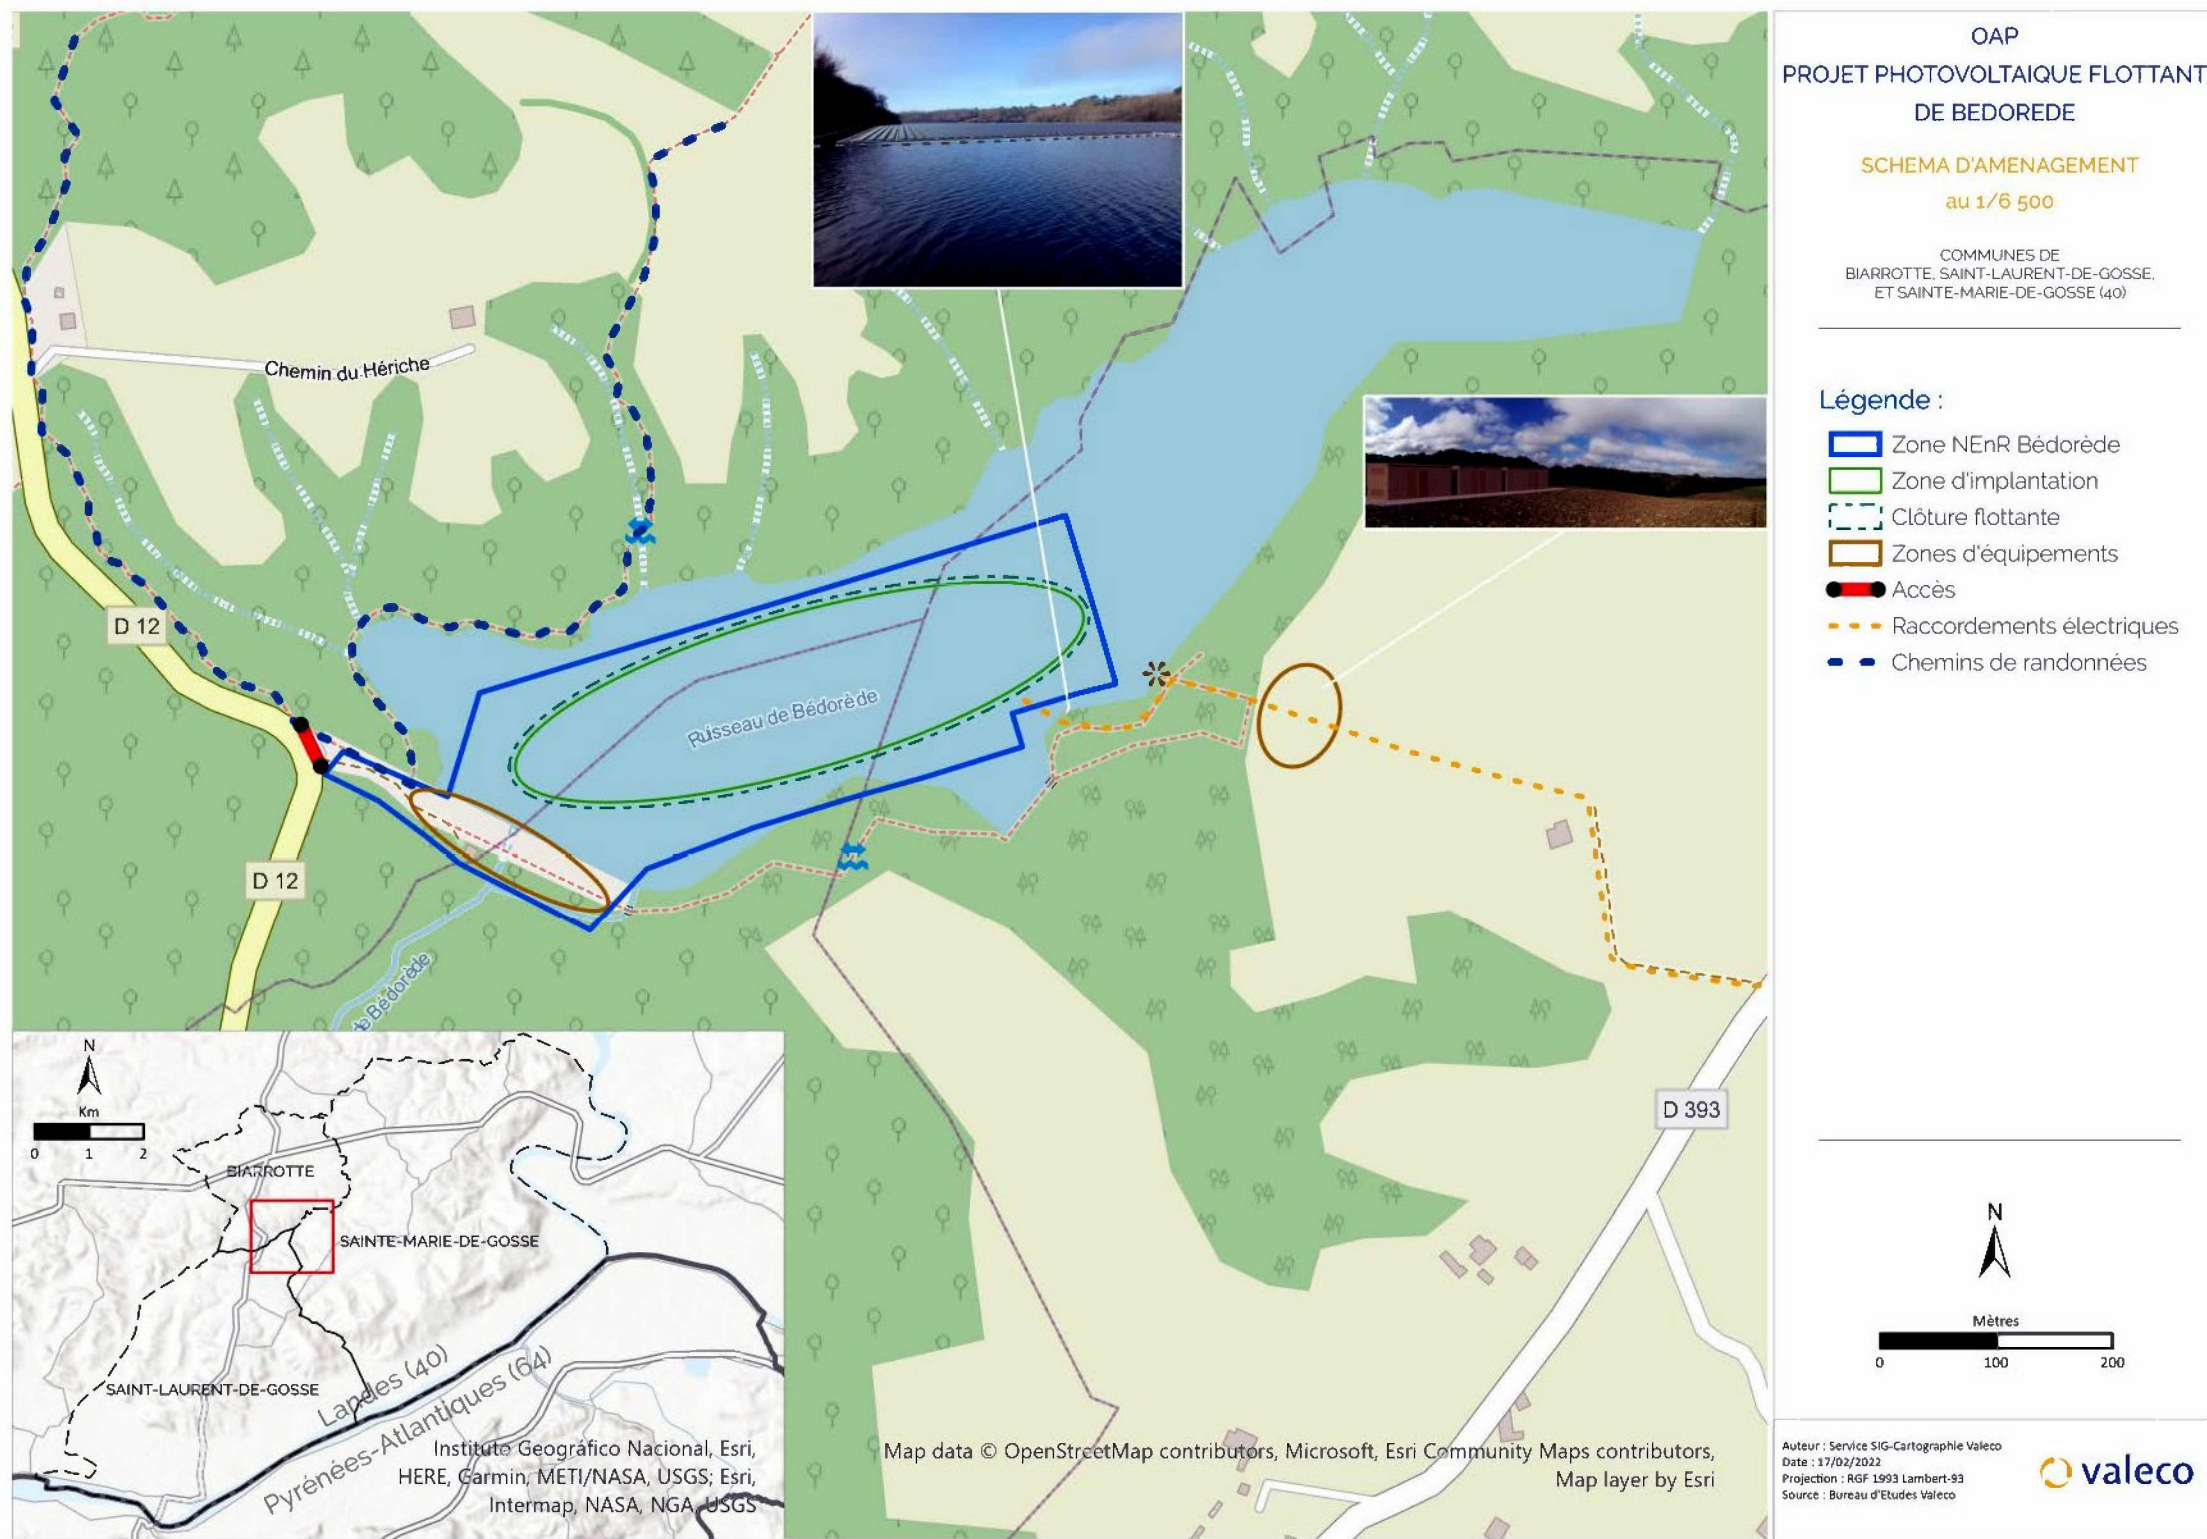 OAP
PROJET PHOTOVOLTAIQUE FLOTTANT
DE BEDOREDE
SCHEMA D'AMENAGEMENT
au 1/6 500
COMMUNES DE
BIARROTTE, SAINT-LAURENT-DE-GOSSE,
ET SAINTE-MARIE-DE-GOSSE (40)
Légende :
Zone NEnR Bédorède
Zone d'implantation
Clôture flottante
Zones d'équipements
Accès
Raccordements électriques
Chemins de randonnées
N
Mètres
0 100 200
Auteur : Service SIG-Cartographie Valeco
Date : 17/02/2022
Projection : RGF 1993 Lambert-93
Source : Bureau d'Etudes Valeco
valeco
Chemin du Hériche
D 12
Ruisseau de Bédorède
D 12
de Bédorède
D 393
N
Km
0 1 2
BIARROTTE
SAINTE-MARIE-DE-GOSSE
SAINT-LAURENT-DE-GOSSE
Landes (40)
Pyrénées-Atlantiques (64)
Instituto Geográfico Nacional, Esri,
HERE, Garmin, METI/NASA, USGS; Esri,
Intermap, NASA, NGA, USGS
Map data © OpenStreetMap contributors, Microsoft, Esri Community Maps contributors,
Map layer by Esri